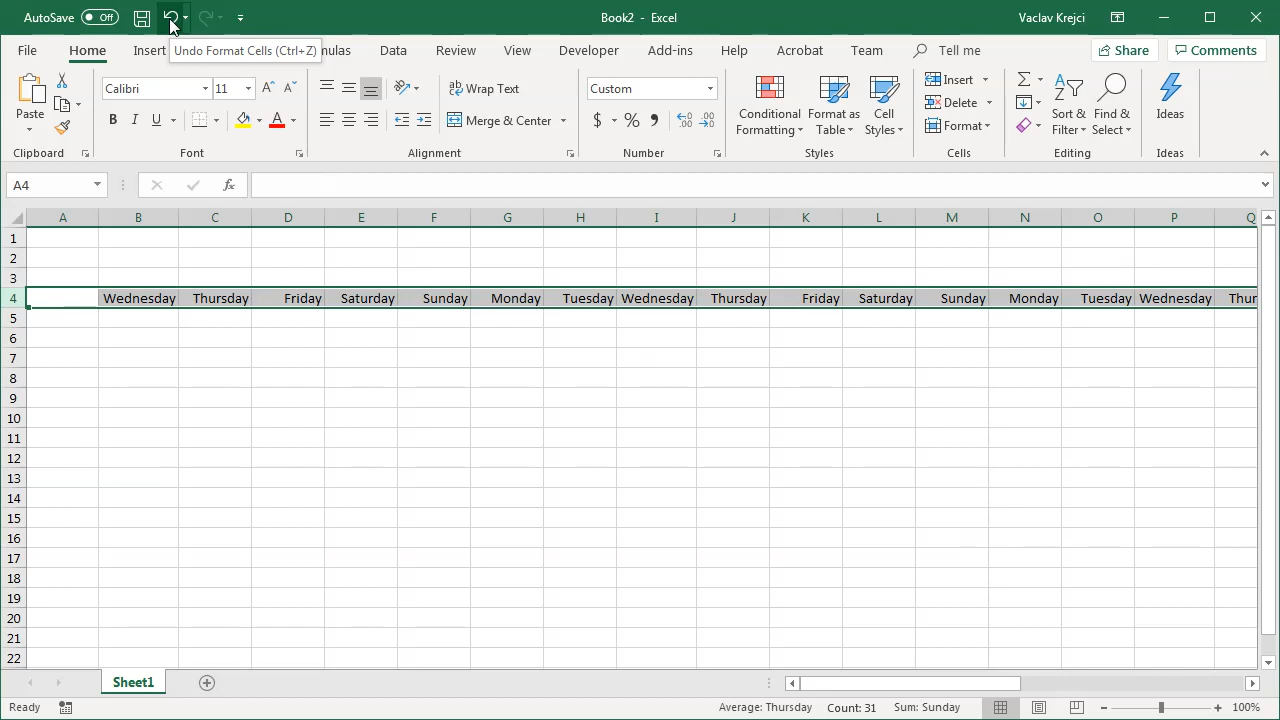 AutoSave Off
Book2 - Excel
Vaclav Krejci
File Home Insert mulas Data Review View Developer Add-ins Help Acrobat Team Tell me Share Comments
Undo Format Cells (Ctrl+Z)
Paste
Clipboard
Calibri 11
B I U A
Font
Wrap Text
Merge & Center
Alignment
Custom
$ %
Number
Conditional Formatting
Format as Table
Cell Styles
Styles
Insert
Delete
Format
Cells
Sort & Filter
Find & Select
Editing
Ideas
Ideas
A4
fx
A B C D E F G H I J K L M N O P Q
1
2
3
4 Wednesday Thursday Friday Saturday Sunday Monday Tuesday Wednesday Thursday Friday Saturday Sunday Monday Tuesday Wednesday Thur
5
6
7
8
9
10
11
12
13
14
15
16
17
18
19
20
21
22
Sheet1
Ready
Average: Thursday Count: 31 Sum: Sunday
100%